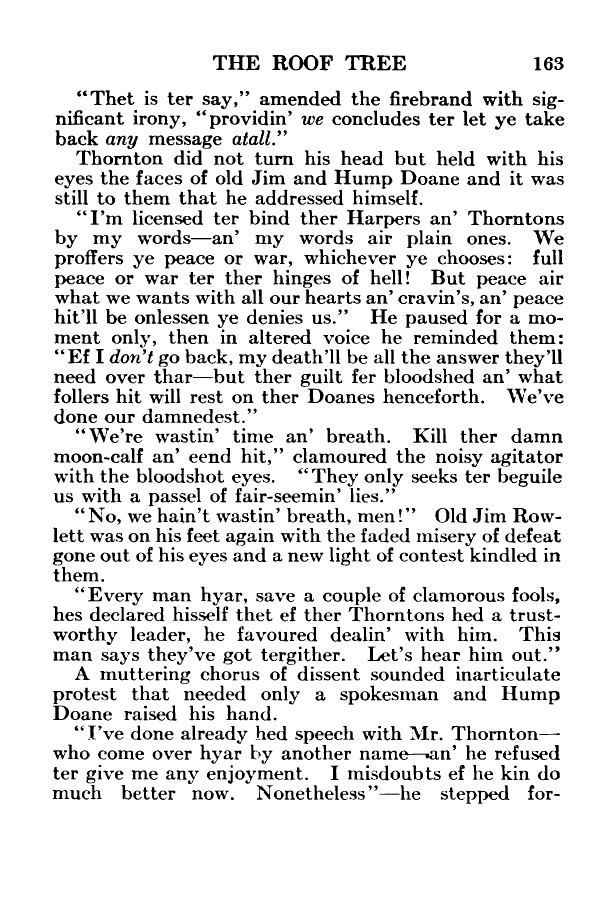 THE ROOF TREE 163
“Thet is ter say,” amended the firebrand with sig-
nificant irony, “providin’ we concludes ter let ye take
back any message atall.”
Thornton did not turn his head but held with his
eyes the faces of old Jim and Hump Doane and it was
still to them that he addressed himself.
“I’m licensed ter bind ther Harpers an’ Thorntons
by my words—an’ my words air plain ones. We
proffers ye peace or war, whichever ye chooses: full
peace or war ter ther hinges of hell! But peace air
what we wants with all our hearts an’ cravin’s, an’ peace
hit’ll be onlessen ye denies us.” He paused for a mo-
ment only, then in altered voice he reminded them:
“Ef I don’t go back, my death’ll be all the answer they’ll
need over thar—but ther guilt fer bloodshed an’ what
follers hit will rest on ther Doanes henceforth. We’ve
done our damnedest.”
“We’re wastin’ time an’ breath. Kill ther damn
moon-calf an’ eend hit,” clamoured the noisy agitator
with the bloodshot eyes. “They only seeks ter beguile
us with a passel of fair-seemin’ lies.”
“No, we hain’t wastin’ breath, men!” Old Jim Row-
lett was on his feet again with the faded misery of defeat
gone out of his eyes and a new light of contest kindled in
them.
“Every man hyar, save a couple of clamorous fools,
hes declared hisself thet ef ther Thorntons hed a trust-
worthy leader, he favoured dealin’ with him. This
man says they’ve got tergither. Let’s hear him out.”
A muttering chorus of dissent sounded inarticulate
protest that needed only a spokesman and Hump
Doane raised his hand.
“I’ve done already hed speech with Mr. Thornton—
who come over hyar by another name—an’ he refused
ter give me any enjoyment. I misdoubts ef he kin do
much better now. Nonetheless”—he stepped for-